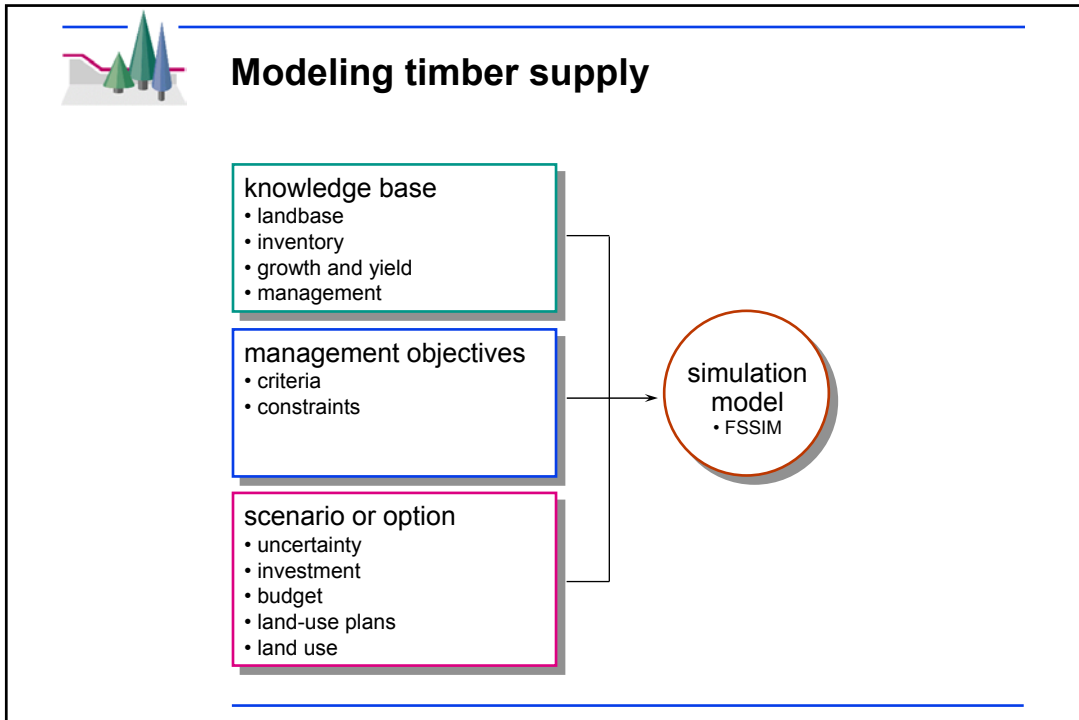 Modeling timber supply
knowledge base
• landbase
• inventory
• growth and yield
• management
management objectives
• criteria
• constraints
scenario or option
• uncertainty
• investment
• budget
• land-use plans
• land use
simulation
model
• FSSIM